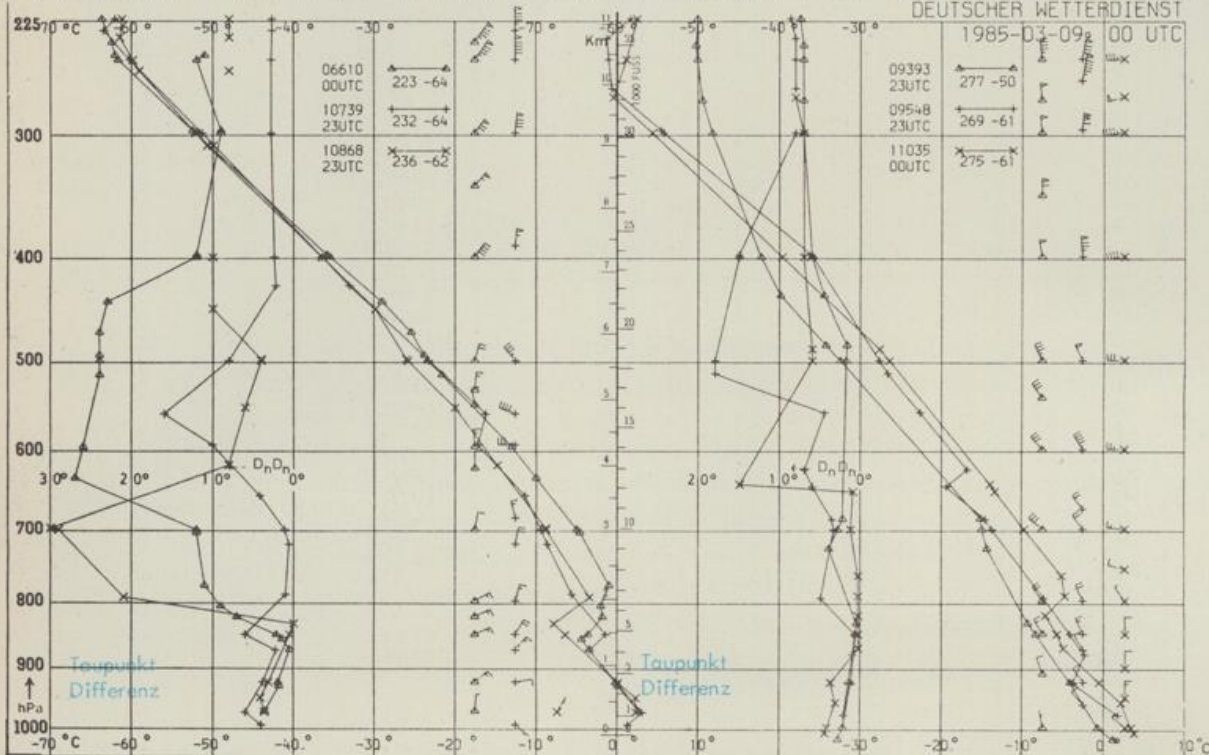 DEUTSCHER WETTERDIENST
1985-03-09 00 UTC
225
-70 °C -60° -50° -40° -30° -20° -10°
Km
1000 FUSS
-50° -40° -30°
06610 00UTC 223 -64
10739 23UTC 232 -64
10868 23UTC 236 -62
09393 23UTC 277 -50
09548 23UTC 269 -61
11035 00UTC 275 -61
300
400
500
600
DnDn
30° 20° 10° 0°
DnDn
20° 10° 0°
700
800
900
Taupunkt
Differenz
Taupunkt
Differenz
hPa
1000
-70 °C -60° -50° -40° -30° -20° -10° 0° -40° -30° -20° -10° 0° 10°C